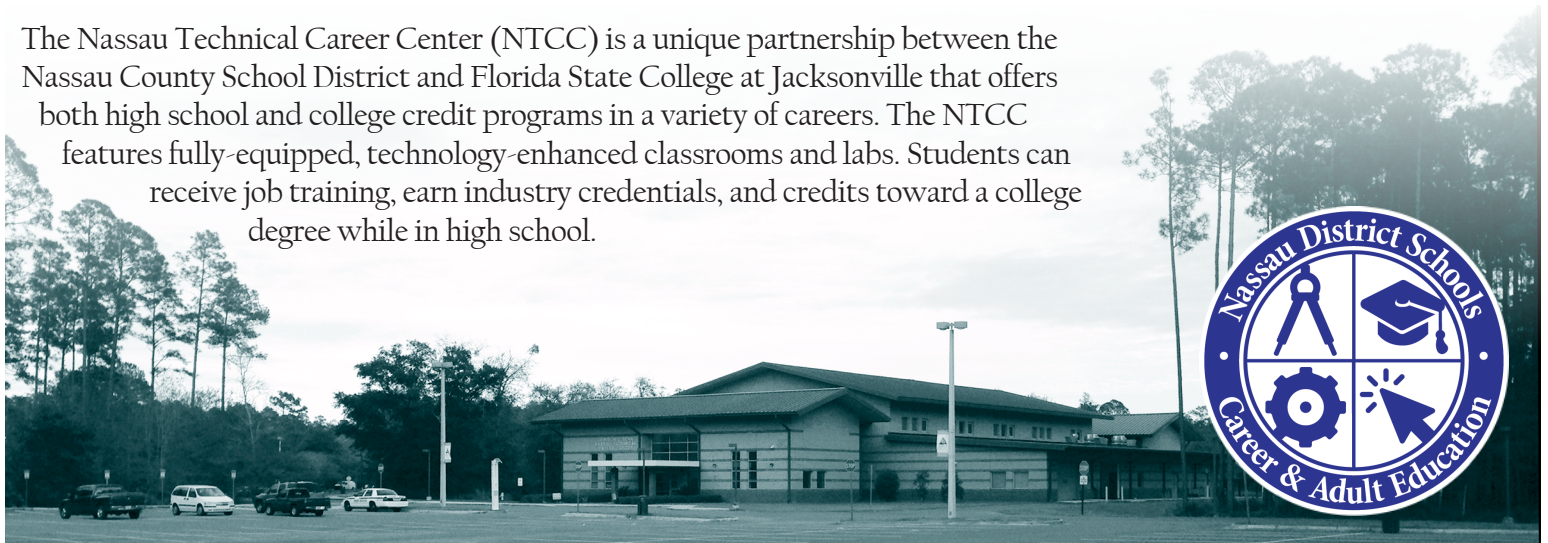 The Nassau Technical Career Center (NTCC) is a unique partnership between the
Nassau County School District and Florida State College at Jacksonville that offers
both high school and college credit programs in a variety of careers. The NTCC
features fully-equipped, technology-enhanced classrooms and labs. Students can
receive job training, earn industry credentials, and credits toward a college
degree while in high school.
Nassau District Schools
Career & Adult Education